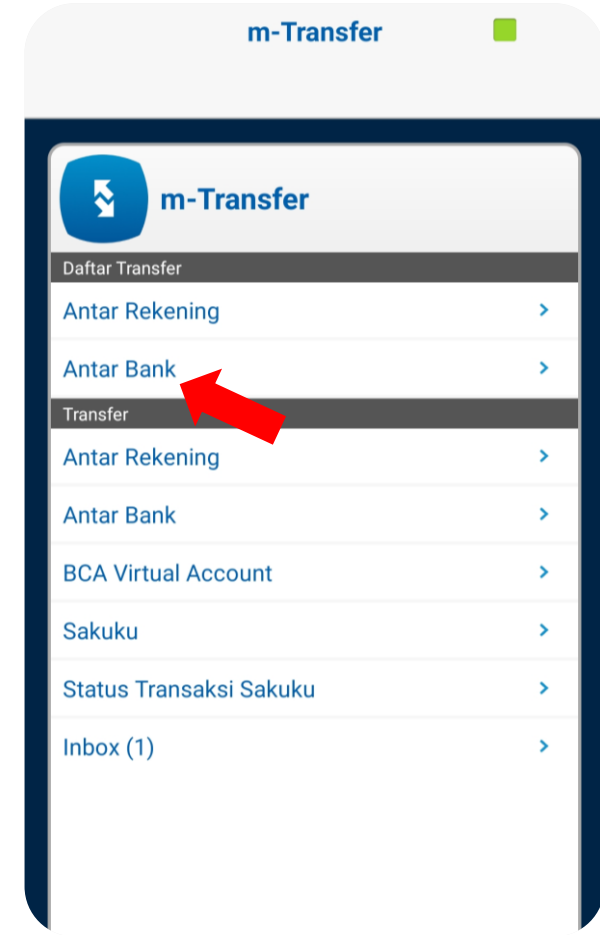 m-Transfer
m-Transfer
Daftar Transfer
Antar Rekening
Antar Bank
Transfer
Antar Rekening
Antar Bank
BCA Virtual Account
Sakuku
Status Transaksi Sakuku
Inbox (1)